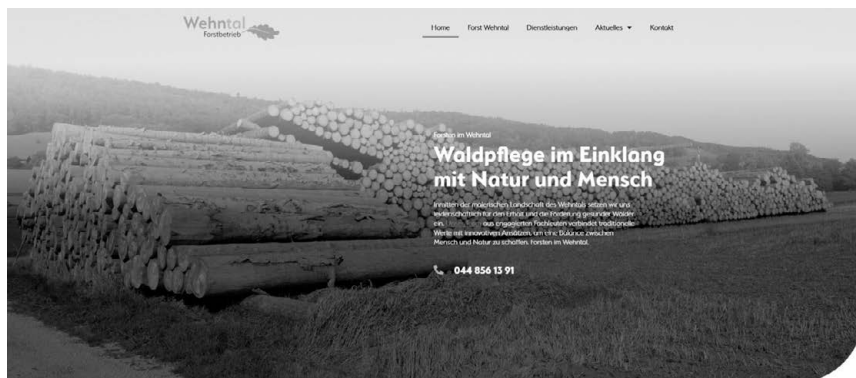 Wehntal
Forstbetrieb
Home Forst Wehntal Dienstleistungen Aktuelles Kontakt
Forsten im Wehntal
Waldpflege im Einklang
mit Natur und Mensch
Inmitten der malerischen Landschaft des Wehntals setzen wir uns
leidenschaftlich für den Erhalt und die Förderung gesunder Wälder
ein. aus engagierten Fachleuten verbindet traditionelle
Werte mit innovativen Ansätzen, um eine Balance zwischen
Mensch und Natur zu schaffen. Forsten im Wehntal.
044 856 13 91